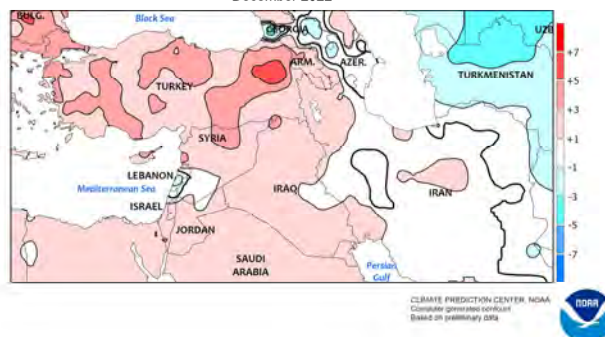 December 2022
BULG.
Black Sea
GEORGIA
UZB
ARM.
AZER.
TURKEY
TURKMENISTAN
SYRIA
LEBANON
Mediterranean Sea
ISRAEL
IRAQ
IRAN
JORDAN
SAUDI
ARABIA
Persian
Gulf
+7
+5
+3
+1
-1
-3
-5
-7
CLIMATE PREDICTION CENTER, NOAA
Computer generated contours
Based on preliminary data
NOAA